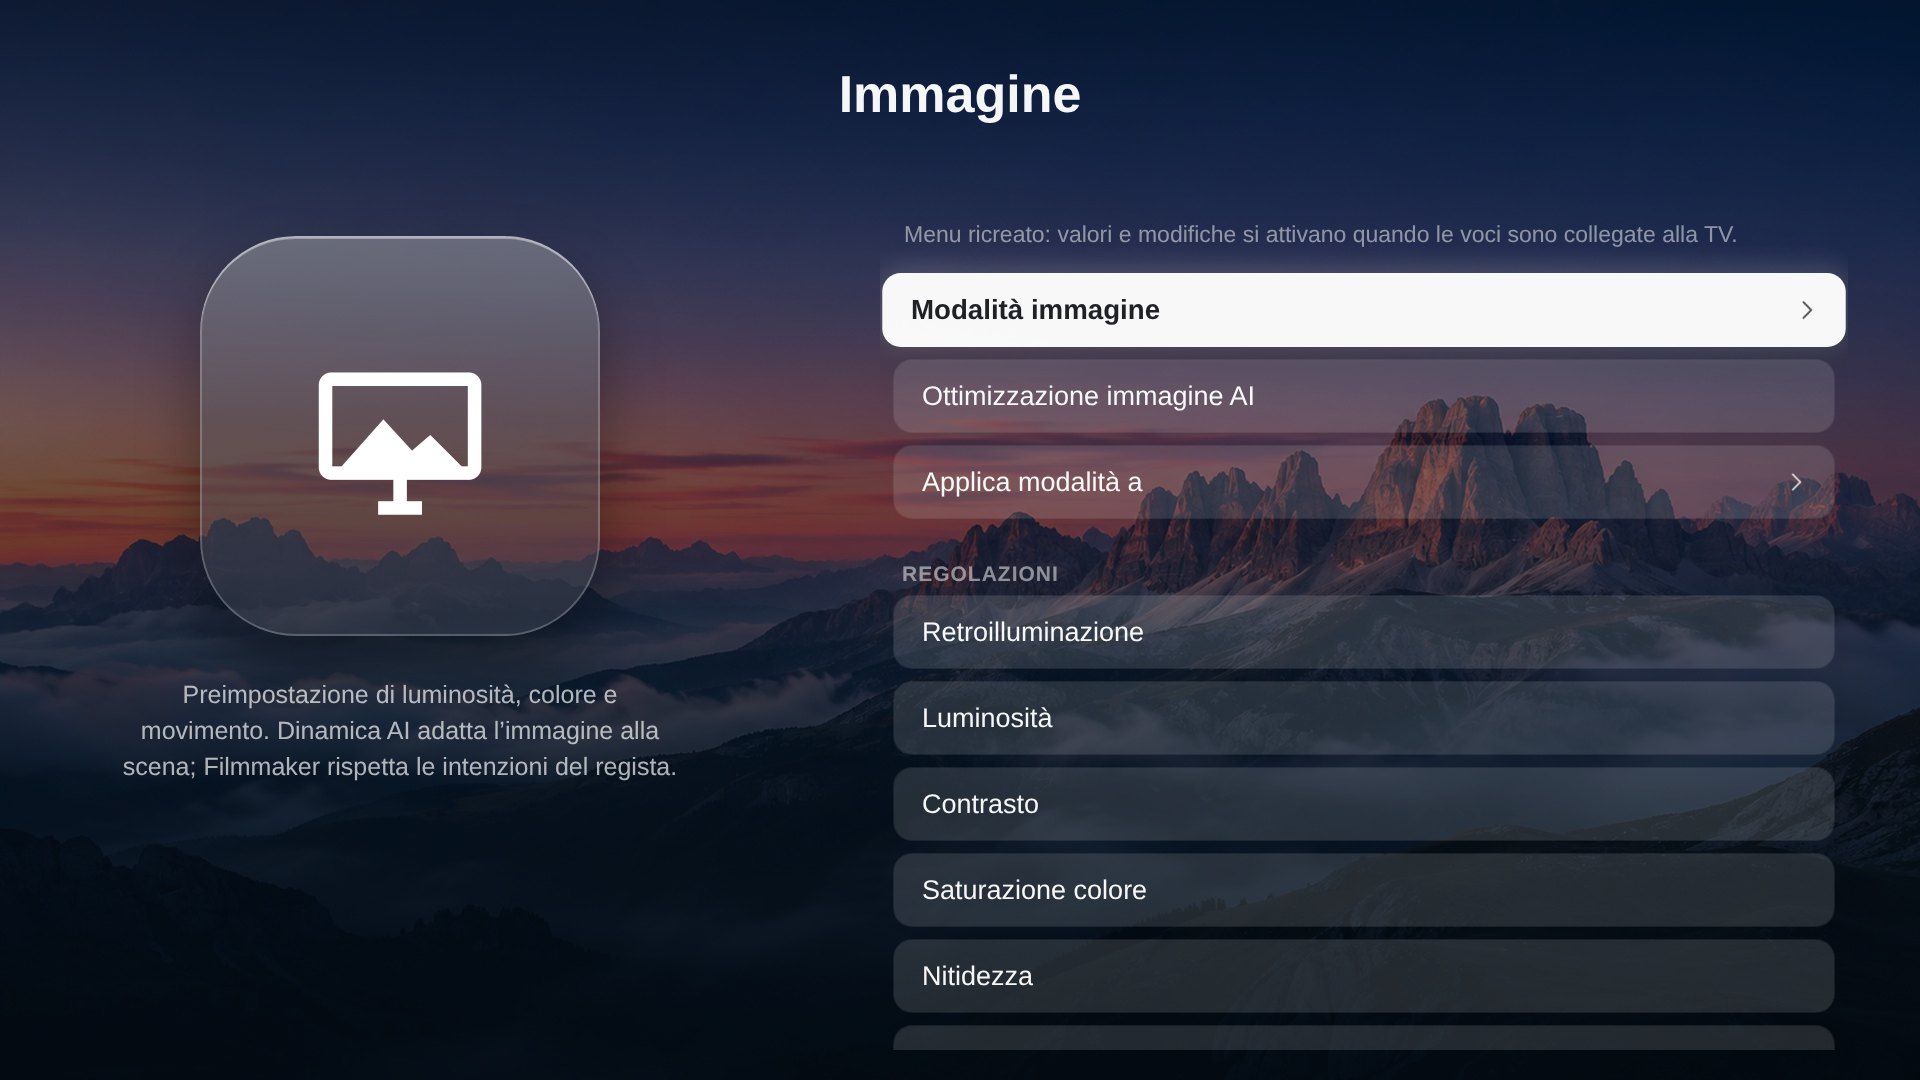 Immagine
Preimpostazione di luminosità, colore e
movimento. Dinamica AI adatta l’immagine alla
scena; Filmmaker rispetta le intenzioni del regista.
Menu ricreato: valori e modifiche si attivano quando le voci sono collegate alla TV.
Modalità immagine
Ottimizzazione immagine AI
Applica modalità a
REGOLAZIONI
Retroilluminazione
Luminosità
Contrasto
Saturazione colore
Nitidezza